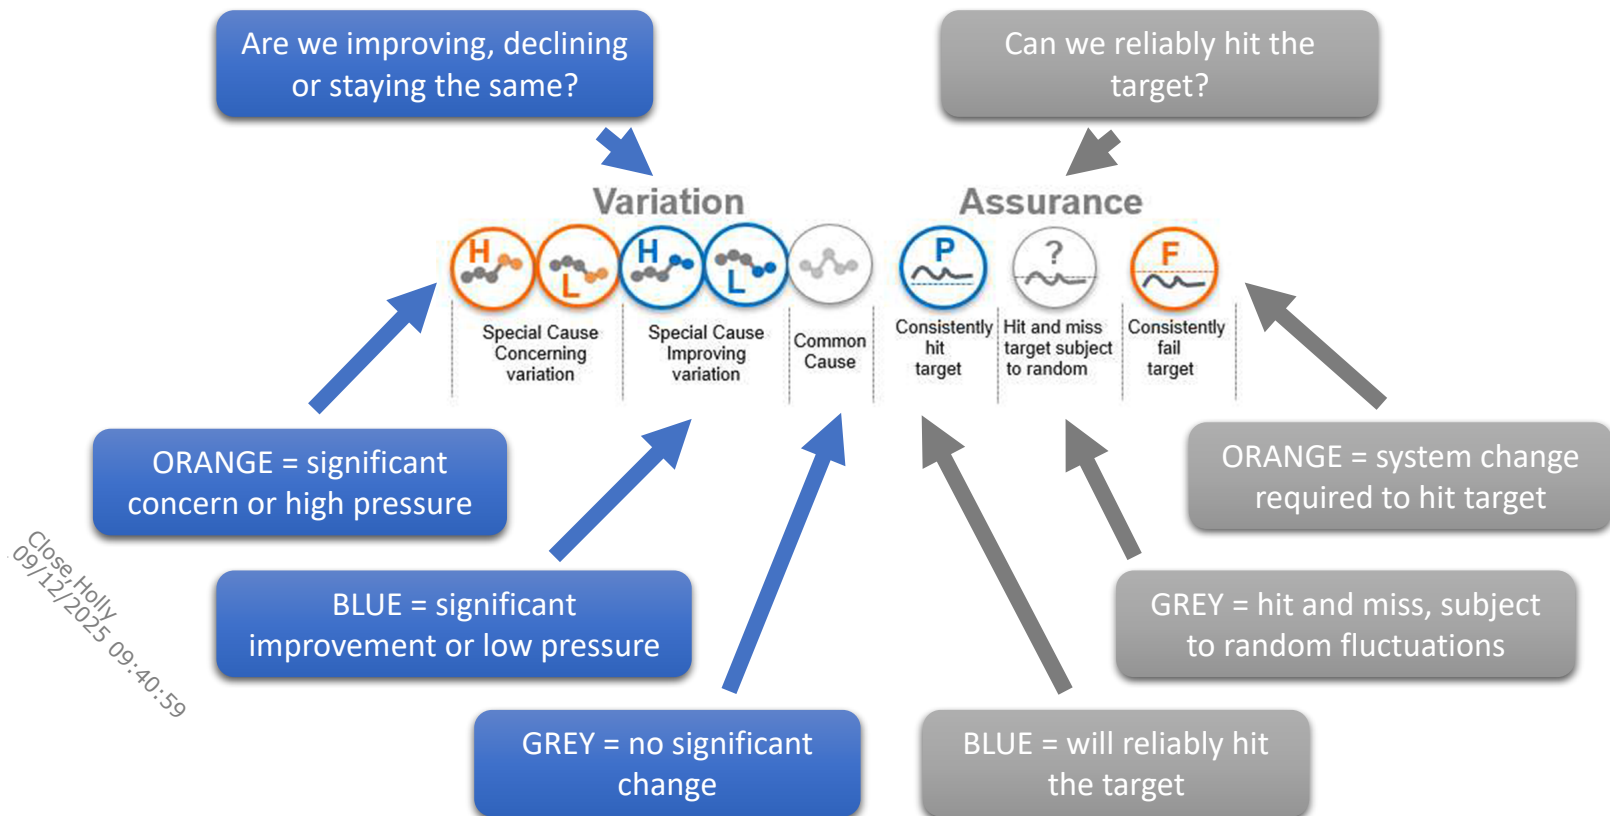 Are we improving, declining
or staying the same?
Can we reliably hit the
target?
Variation
Assurance
H
L
H
L
P
?
F
Special Cause
Concerning
variation
Special Cause
Improving
variation
Common
Cause
Consistently
hit
target
Hit and miss
target subject
to random
Consistently
fail
target
ORANGE = significant
concern or high pressure
BLUE = significant
improvement or low pressure
GREY = no significant
change
BLUE = will reliably hit
the target
GREY = hit and miss, subject
to random fluctuations
ORANGE = system change
required to hit target
Close,Holly
09/12/2025 09:40:59